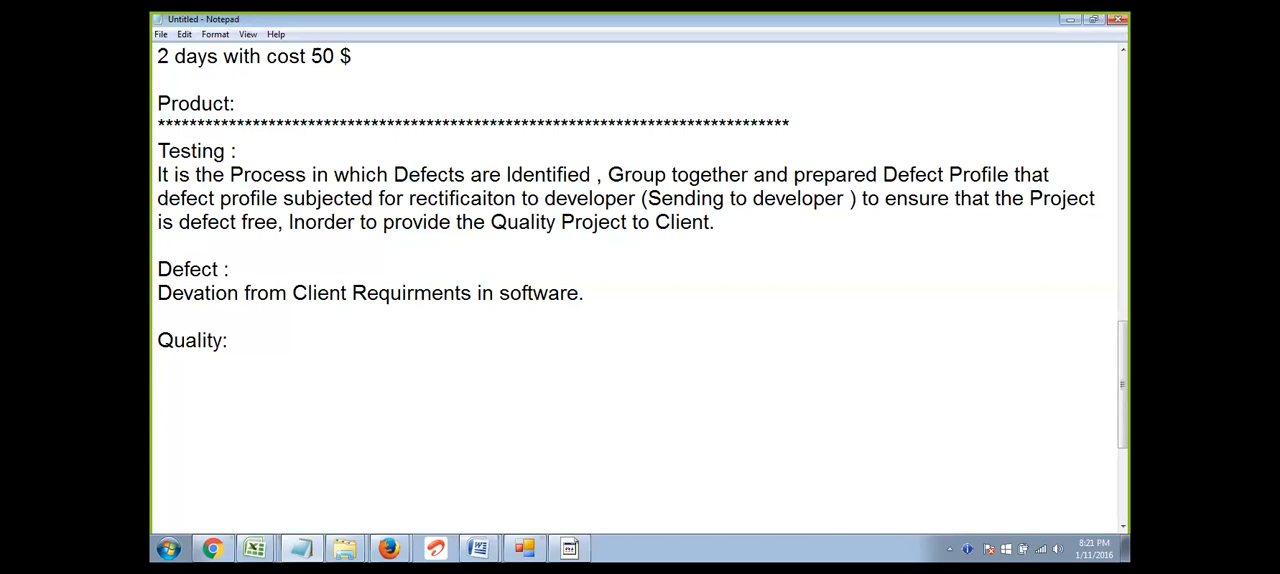 Untitled - Notepad
File Edit Format View Help
2 days with cost 50 $
Product:
********************************************************************************
Testing :
It is the Process in which Defects are Identified , Group together and prepared Defect Profile that
defect profile subjected for rectificaiton to developer (Sending to developer ) to ensure that the Project
is defect free, Inorder to provide the Quality Project to Client.
Defect :
Devation from Client Requirments in software.
Quality:
8:21 PM
1/11/2016